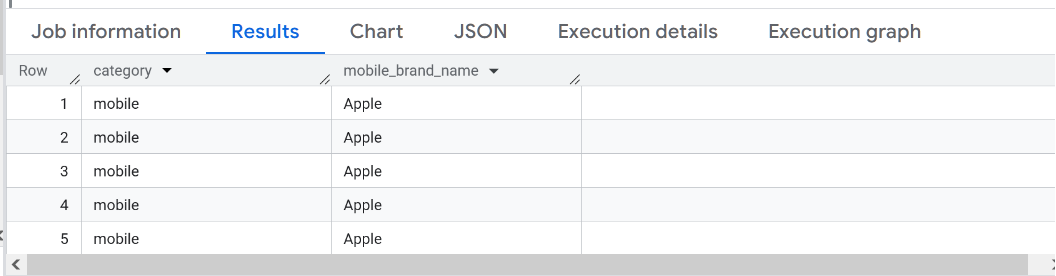 Job information Results Chart JSON Execution details Execution graph
Row category mobile_brand_name
1 mobile Apple
2 mobile Apple
3 mobile Apple
4 mobile Apple
5 mobile Apple